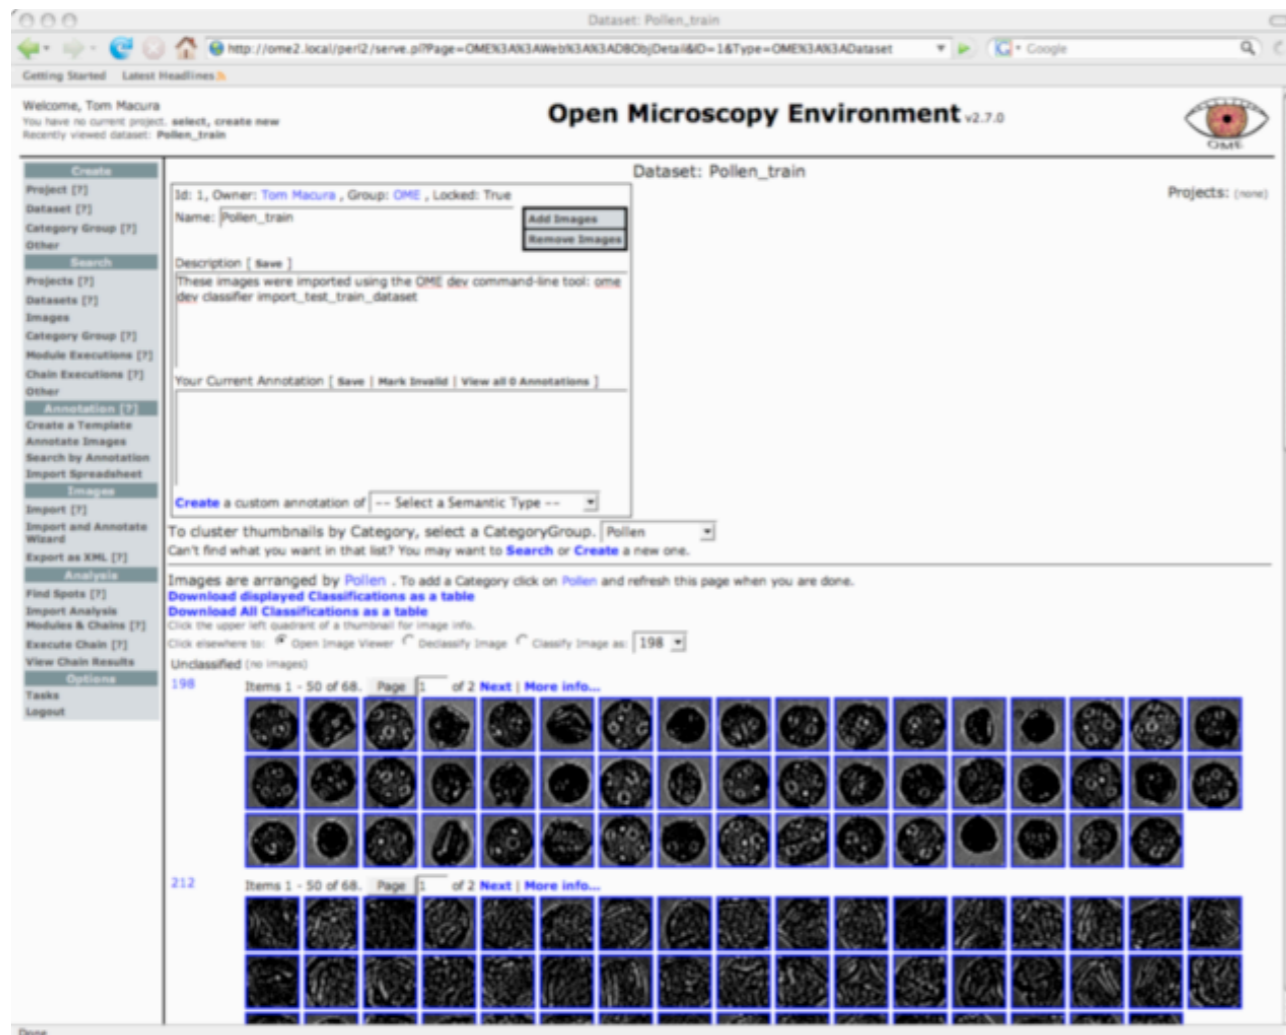 Dataset: Pollen_train
http://ome2.local/perl2/serve.pl?Page=OME%3A%3AWeb%3A%3ADBObjDetail&ID=1&Type=OME%3A%3ADataset
Google
Getting Started Latest Headlines
Welcome, Tom Macura
You have no current project. select, create new
Recently viewed dataset: Pollen_train
Open Microscopy Environment v2.7.0
OME
Create
Project [?]
Dataset [?]
Category Group [?]
Other
Search
Projects [?]
Datasets [?]
Images
Category Group [?]
Module Executions [?]
Chain Executions [?]
Other
Annotation [?]
Create a Template
Annotate Images
Search by Annotation
Import Spreadsheet
Images
Import [?]
Import and Annotate
Wizard
Export as XML [?]
Analysis
Find Spots [?]
Import Analysis
Modules & Chains [?]
Execute Chain [?]
View Chain Results
Options
Tasks
Logout
Dataset: Pollen_train
Projects: (none)
Id: 1, Owner: Tom Macura , Group: OME , Locked: True
Name: Pollen_train
Add Images
Remove Images
Description [ Save ]
These images were imported using the OME dev command-line tool: ome
dev classifier import_test_train_dataset
Your Current Annotation [ Save | Mark Invalid | View all 0 Annotations ]
Create a custom annotation of -- Select a Semantic Type --
To cluster thumbnails by Category, select a CategoryGroup. Pollen
Can't find what you want in that list? You may want to Search or Create a new one.
Images are arranged by Pollen . To add a Category click on Pollen and refresh this page when you are done.
Download displayed Classifications as a table
Download All Classifications as a table
Click the upper left quadrant of a thumbnail for image info.
Click elsewhere to: Open Image Viewer Declassify Image Classify Image as: 198
Unclassified (no images)
198 Items 1 - 50 of 68. Page 1 of 2 Next | More info...
212 Items 1 - 50 of 68. Page 1 of 2 Next | More info...
Done